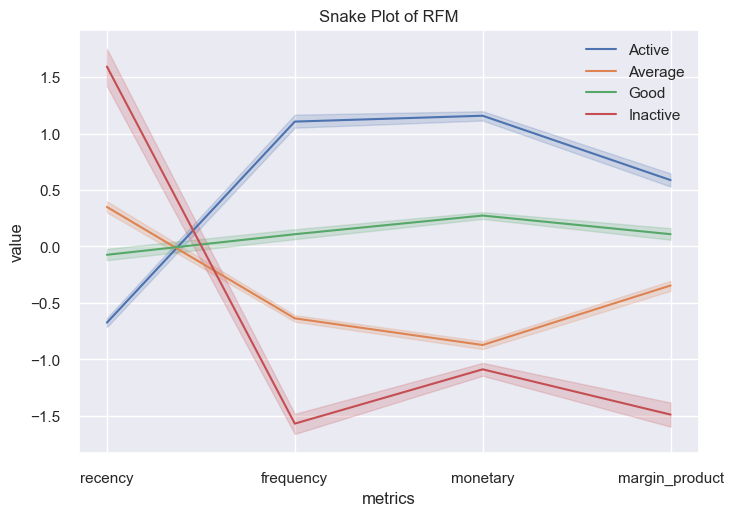 Snake Plot of RFM
Active
Average
Good
Inactive
1.5
1.0
0.5
0.0
−0.5
−1.0
−1.5
value
recency frequency monetary margin_product
metrics